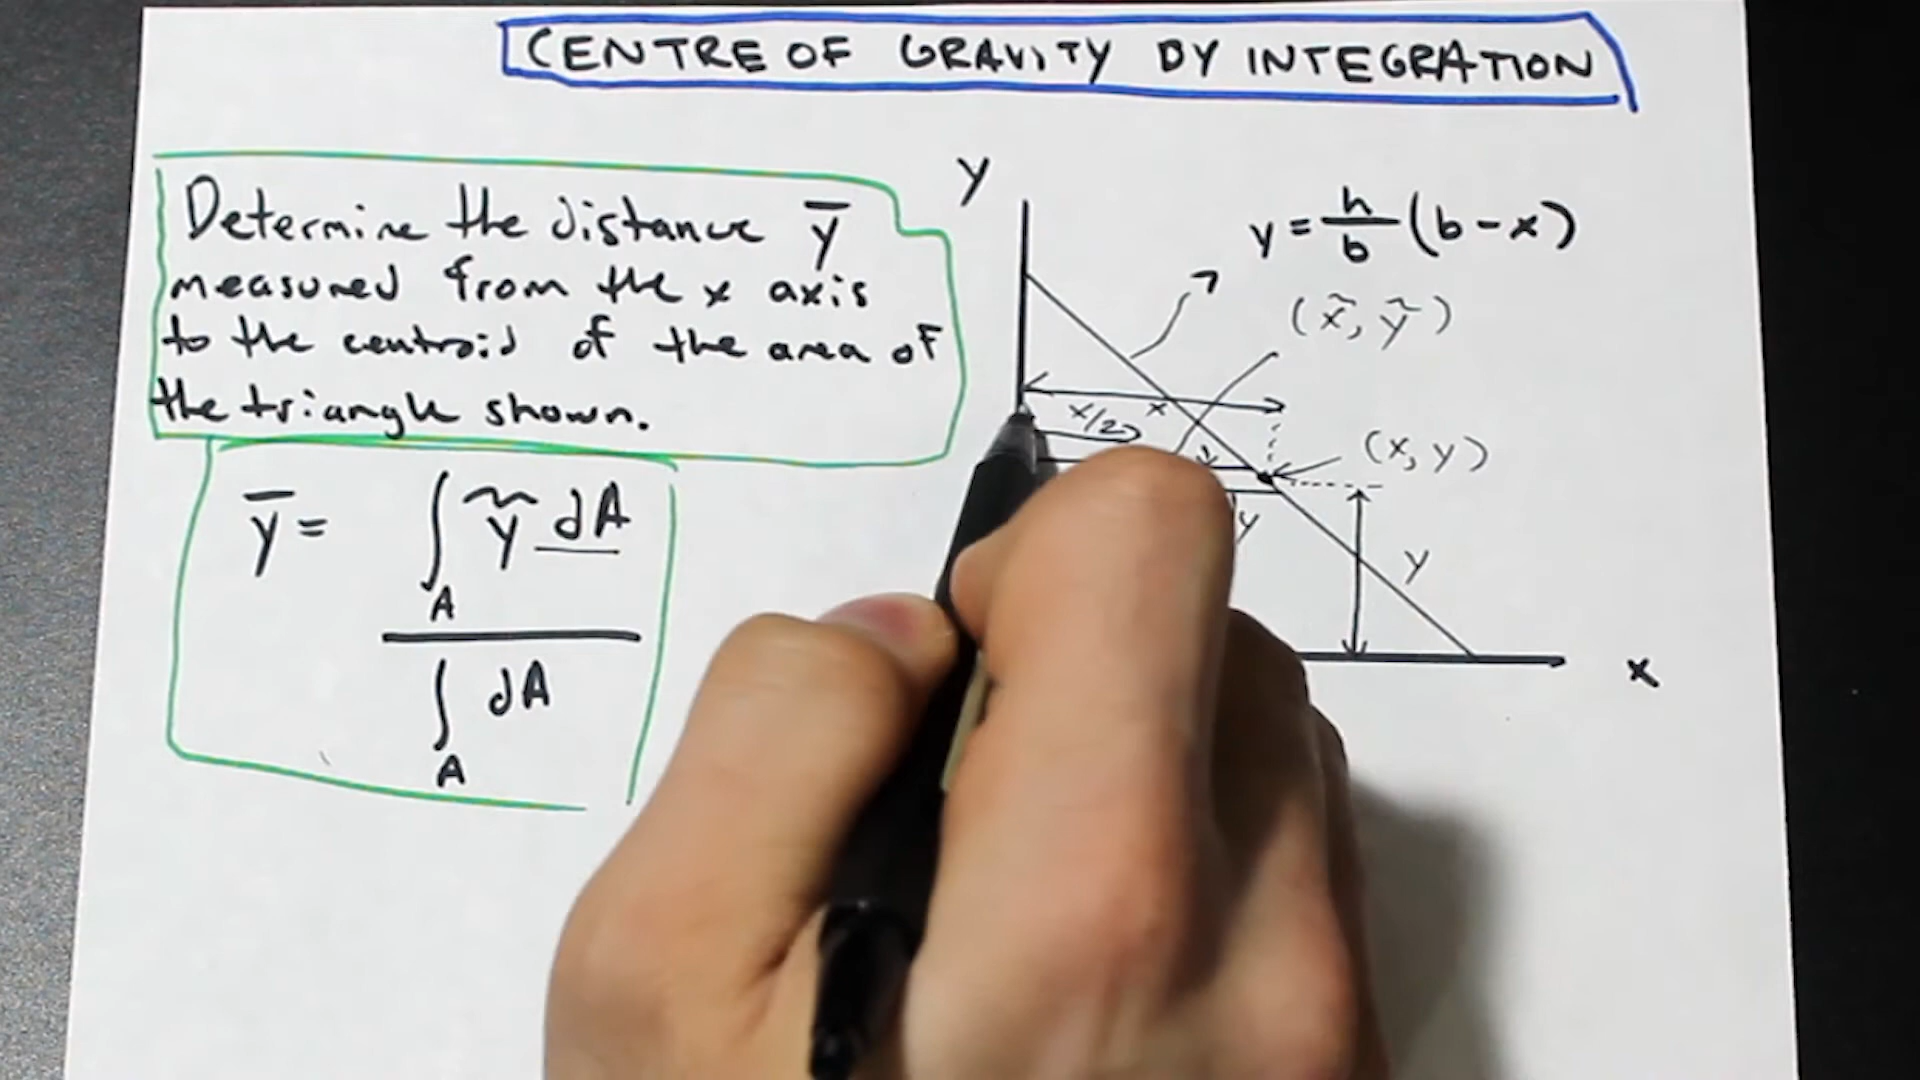 CENTRE OF GRAVITY BY INTEGRATION
Determine the distance ȳ
measured from the x axis
to the centroid of the area of
the triangle shown.
ȳ = ∫A ỹ dA
∫A dA
y
y = h/b (b - x)
(x̃, ỹ)
x
x/2
(x, y)
y
y
x